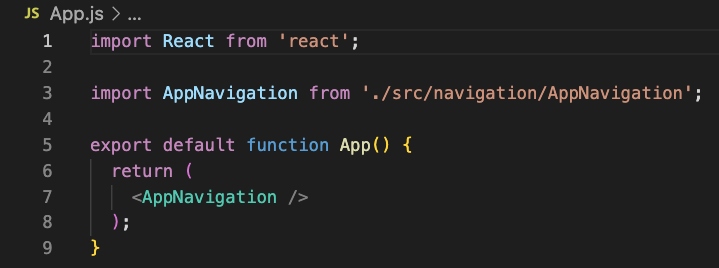 JS App.js > ...
1 import React from 'react';
2
3 import AppNavigation from './src/navigation/AppNavigation';
4
5 export default function App() {
6   return (
7     <AppNavigation />
8   );
9 }